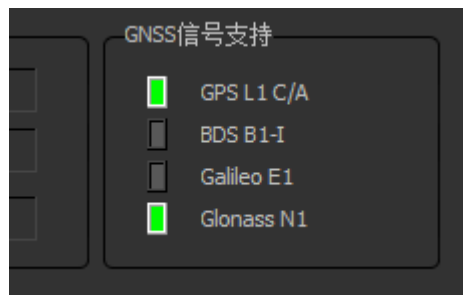 GNSS信号支持
GPS L1 C/A
BDS B1-I
Galileo E1
Glonass N1